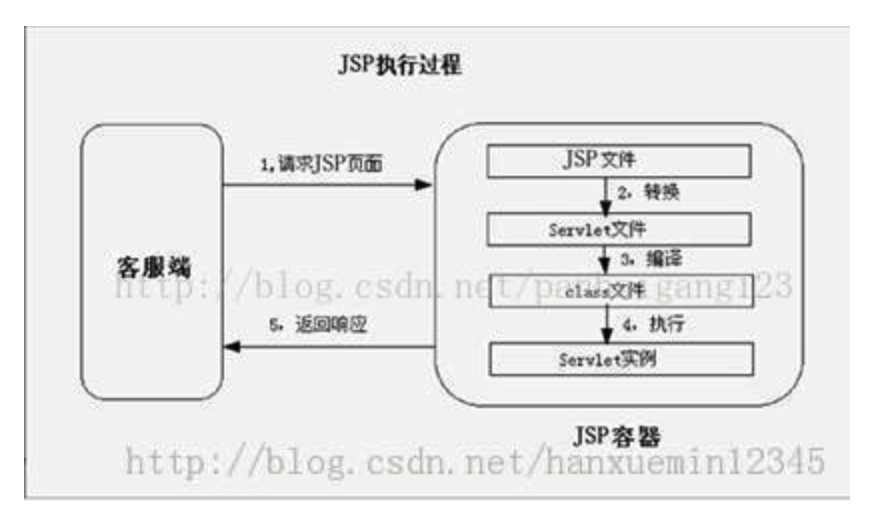 JSP执行过程
1,请求JSP页面
JSP 文件
2，转换
Servlet文件
3，编译
客服端
class文件
5，返回响应
4，执行
Servlet实例
JSP容器
http://blog.csdn.net/hanxuemin12345